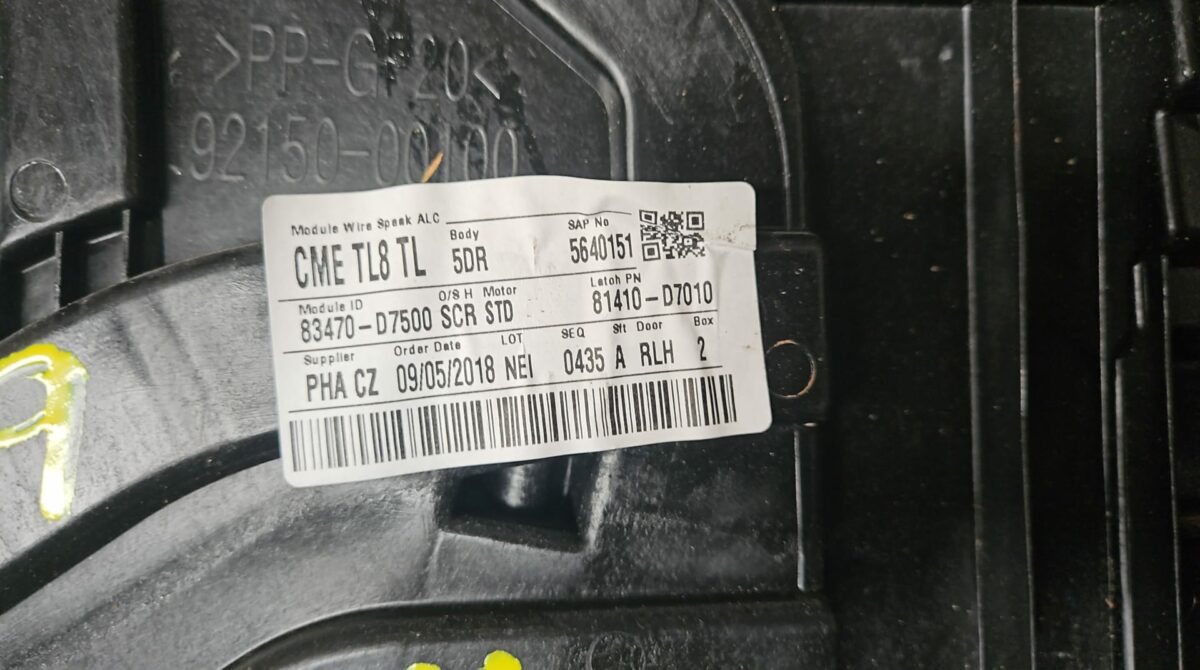 >PP-GF20<
92150-00100
Module Wire Speak ALC
CME TL8 TL
Body
5DR
SAP No
5640151
Module ID
O/S H Motor
Latch PN
83470-D7500 SCR STD
81410-D7010
Supplier
Order Date
LOT
SEQ
Sft Door
Box
PHA CZ 09/05/2018 NEI 0435 A RLH 2
9